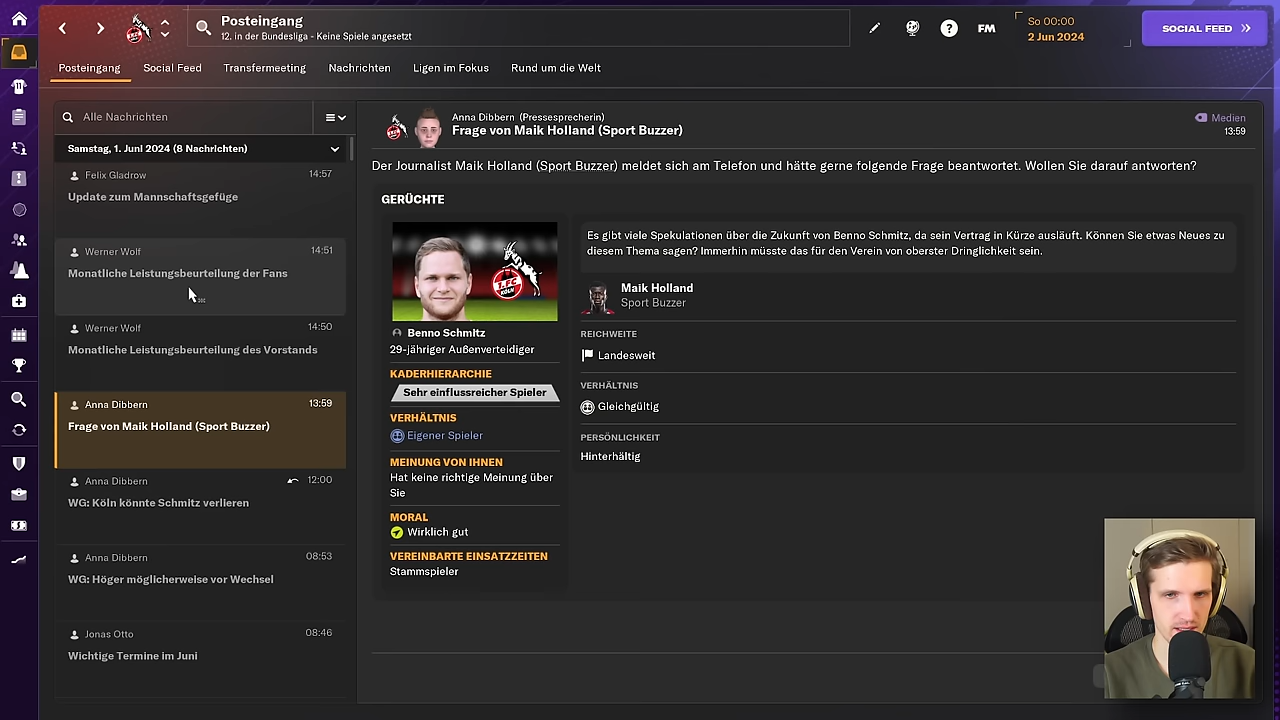 Posteingang
12. in der Bundesliga - Keine Spiele angesetzt
So 00:00
2 Jun 2024
FM
SOCIAL FEED
Posteingang
Social Feed
Transfermeeting
Nachrichten
Ligen im Fokus
Rund um die Welt
Alle Nachrichten
Samstag, 1. Juni 2024 (8 Nachrichten)
Felix Gladrow
14:57
Update zum Mannschaftsgefüge
Werner Wolf
14:51
Monatliche Leistungsbeurteilung der Fans
Werner Wolf
14:50
Monatliche Leistungsbeurteilung des Vorstands
Anna Dibbern
13:59
Frage von Maik Holland (Sport Buzzer)
Anna Dibbern
12:00
WG: Köln könnte Schmitz verlieren
Anna Dibbern
08:53
WG: Höger möglicherweise vor Wechsel
Jonas Otto
08:46
Wichtige Termine im Juni
Anna Dibbern (Pressesprecherin)
Frage von Maik Holland (Sport Buzzer)
Medien
13:59
Der Journalist Maik Holland (Sport Buzzer) meldet sich am Telefon und hätte gerne folgende Frage beantwortet. Wollen Sie darauf antworten?
GERÜCHTE
1.FC
KÖLN
Benno Schmitz
29-jähriger Außenverteidiger
KADERHIERARCHIE
Sehr einflussreicher Spieler
VERHÄLTNIS
Eigener Spieler
MEINUNG VON IHNEN
Hat keine richtige Meinung über
Sie
MORAL
Wirklich gut
VEREINBARTE EINSATZZEITEN
Stammspieler
Es gibt viele Spekulationen über die Zukunft von Benno Schmitz, da sein Vertrag in Kürze ausläuft. Können Sie etwas Neues zu
diesem Thema sagen? Immerhin müsste das für den Verein von oberster Dringlichkeit sein.
Maik Holland
Sport Buzzer
REICHWEITE
Landesweit
VERHÄLTNIS
Gleichgültig
PERSÖNLICHKEIT
Hinterhältig